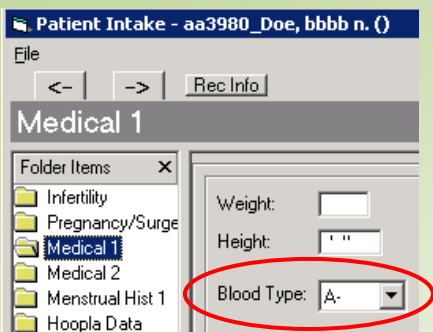 Patient Intake - aa3980_Doe, bbbb n. ()
File
<- -> Rec Info
Medical 1
Folder Items X
Infertility
Pregnancy/Surge
Medical 1
Medical 2
Menstrual Hist 1
Hoopla Data
Weight:
Height: ' "
Blood Type: A-